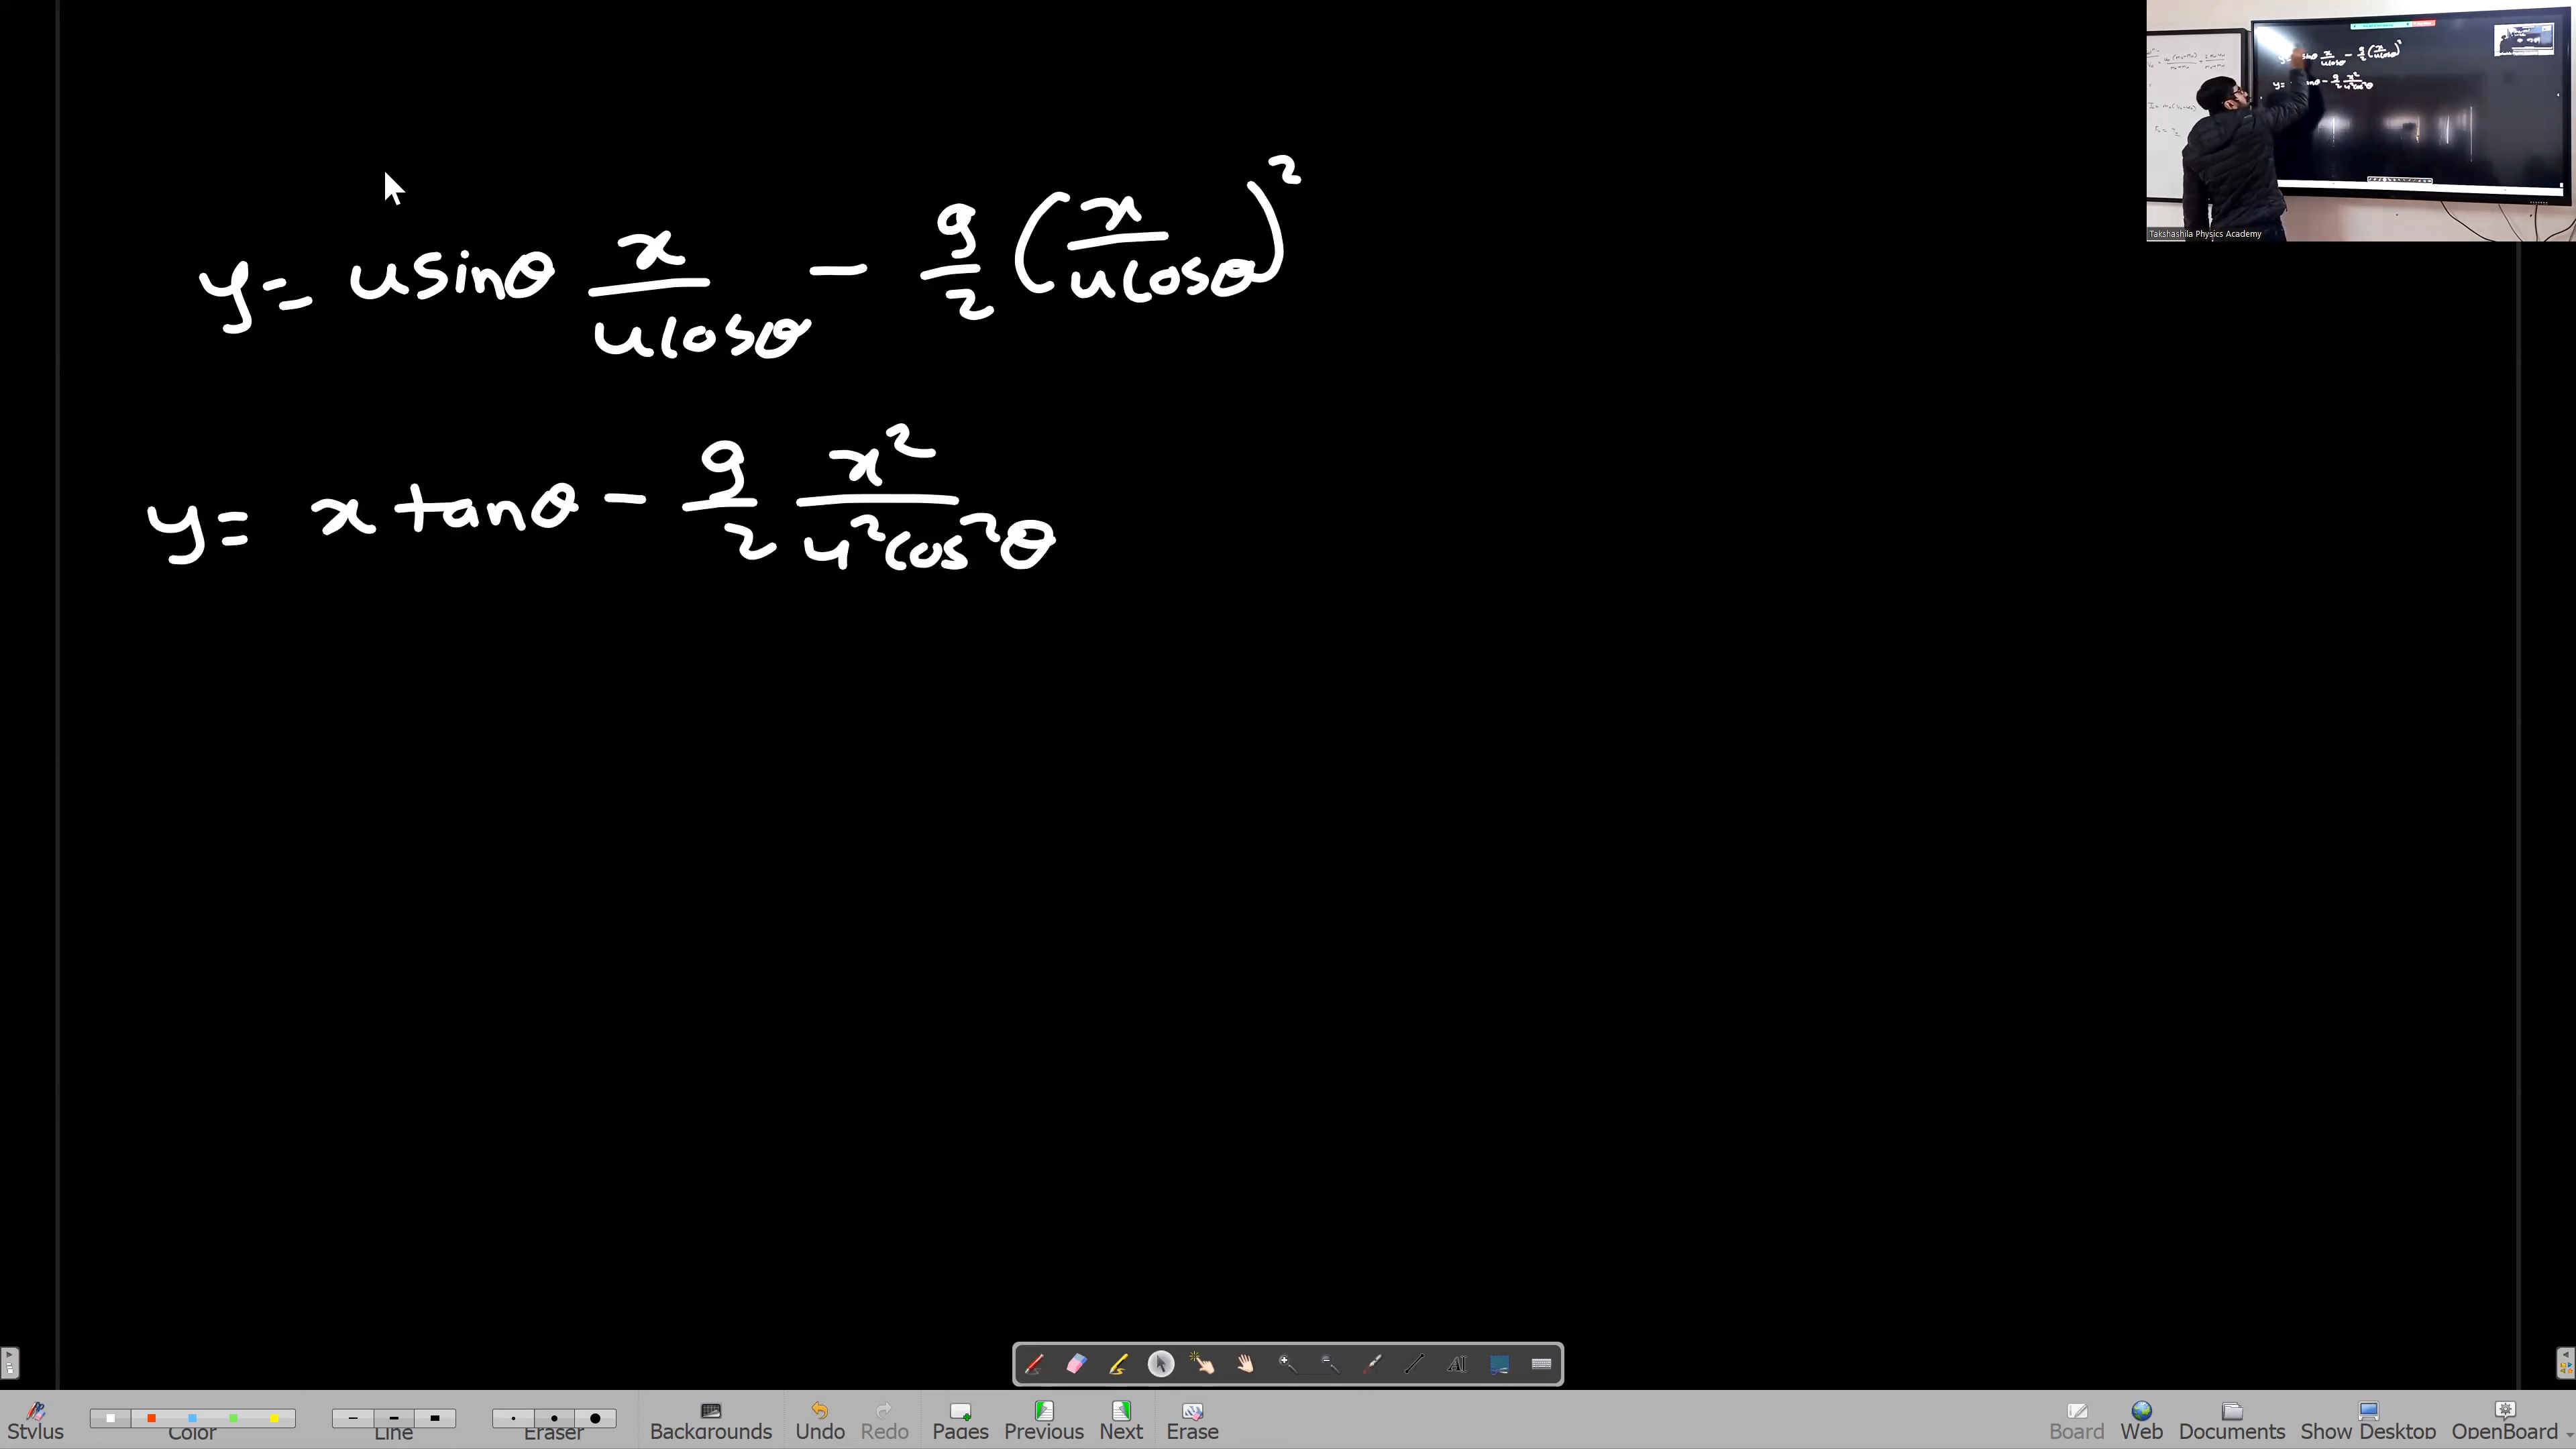 y= usinθ x/ucosθ − g/2 (x/ucosθ)²
y= x tanθ − g/2 x²/u²cos²θ
Takshashila Physics Academy
Stylus Color Line Eraser Backgrounds Undo Redo Pages Previous Next Erase Board Web Documents Show Desktop OpenBoard